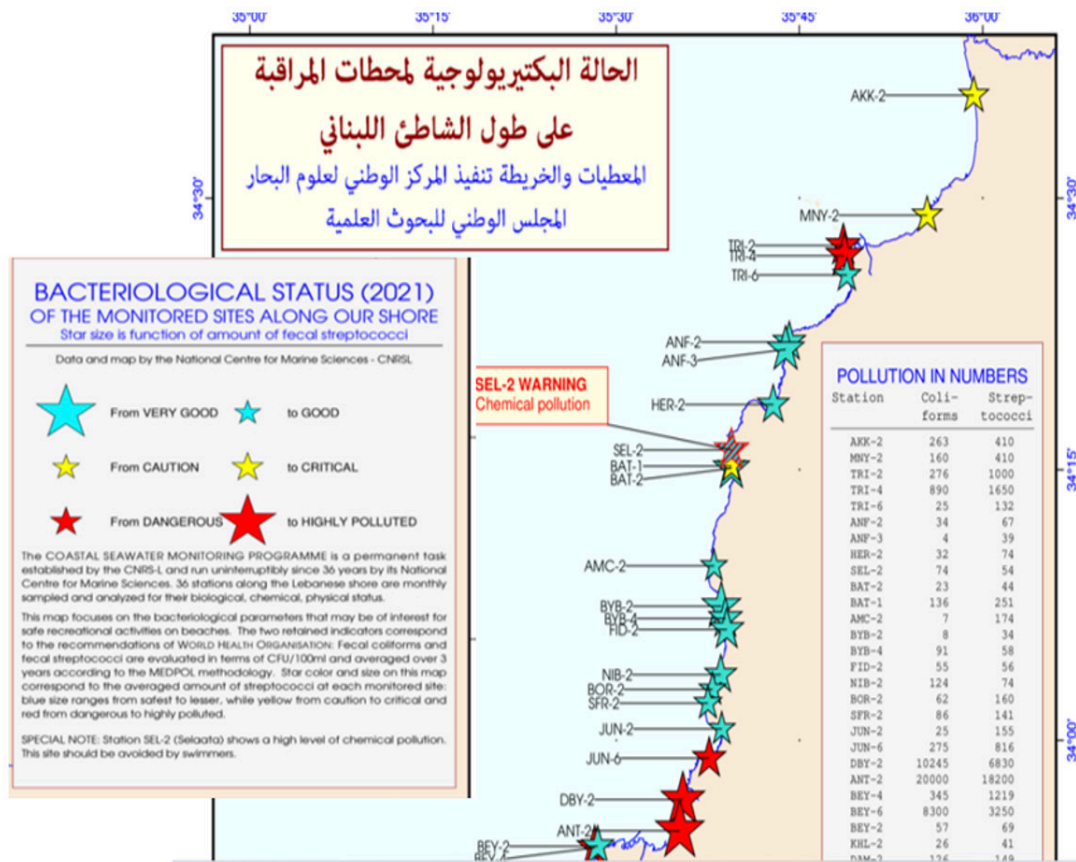 35°00'
35°15'
35°30'
35°45'
36°00'
الحالة البكتيريولوجية لمحطات المراقبة
على طول الشاطئ اللبناني
المعطيات والخريطة تنفيذ المركز الوطني لعلوم البحار
المجلس الوطني للبحوث العلمية
34°30'
34°30'
34°15'
34°00'
BACTERIOLOGICAL STATUS (2021)
OF THE MONITORED SITES ALONG OUR SHORE
Star size is function of amount of fecal streptococci
Data and map by the National Centre for Marine Sciences - CNRSL
From VERY GOOD to GOOD
From CAUTION to CRITICAL
From DANGEROUS to HIGHLY POLLUTED
The COASTAL SEAWATER MONITORING PROGRAMME is a permanent task
established by the CNRS-L and run uninterruptibly since 36 years by its National
Centre for Marine Sciences. 36 stations along the Lebanese shore are monthly
sampled and analyzed for their biological, chemical, physical status.
This map focuses on the bacteriological parameters that may be of interest for
safe recreational activities on beaches. The two retained indicators correspond
to the recommendations of WORLD HEALTH ORGANISATION: Fecal coliforms and
fecal streptococci are evaluated in terms of CFU/100ml and averaged over 3
years according to the MEDPOL methodology. Star color and size on this map
correspond to the averaged amount of streptococci at each monitored site:
blue size ranges from safest to lesser, while yellow from caution to critical and
red from dangerous to highly polluted.
SPECIAL NOTE: Station SEL-2 (Selaata) shows a high level of chemical pollution.
This site should be avoided by swimmers.
SEL-2 WARNING
Chemical pollution
AKK-2
MNY-2
TRI-2
TRI-4
TRI-6
ANF-2
ANF-3
HER-2
SEL-2
BAT-1
BAT-2
AMC-2
BYB-2
BYB-4
FID-2
NIB-2
BOR-2
SFR-2
JUN-2
JUN-6
DBY-2
ANT-2
BEY-2
BEY-4
POLLUTION IN NUMBERS
Station Coli- Strep-
forms tococci
AKK-2 263 410
MNY-2 160 410
TRI-2 276 1000
TRI-4 890 1650
TRI-6 25 132
ANF-2 34 67
ANF-3 4 39
HER-2 32 74
SEL-2 74 54
BAT-2 23 44
BAT-1 136 251
AMC-2 7 174
BYB-2 8 34
BYB-4 91 58
FID-2 55 56
NIB-2 124 74
BOR-2 62 160
SFR-2 86 141
JUN-2 25 155
JUN-6 275 816
DBY-2 10245 6830
ANT-2 20000 18200
BEY-4 345 1219
BEY-6 8300 3250
BEY-2 57 69
KHL-2 26 41
DAM-2 126 149
34°15'
34°00'